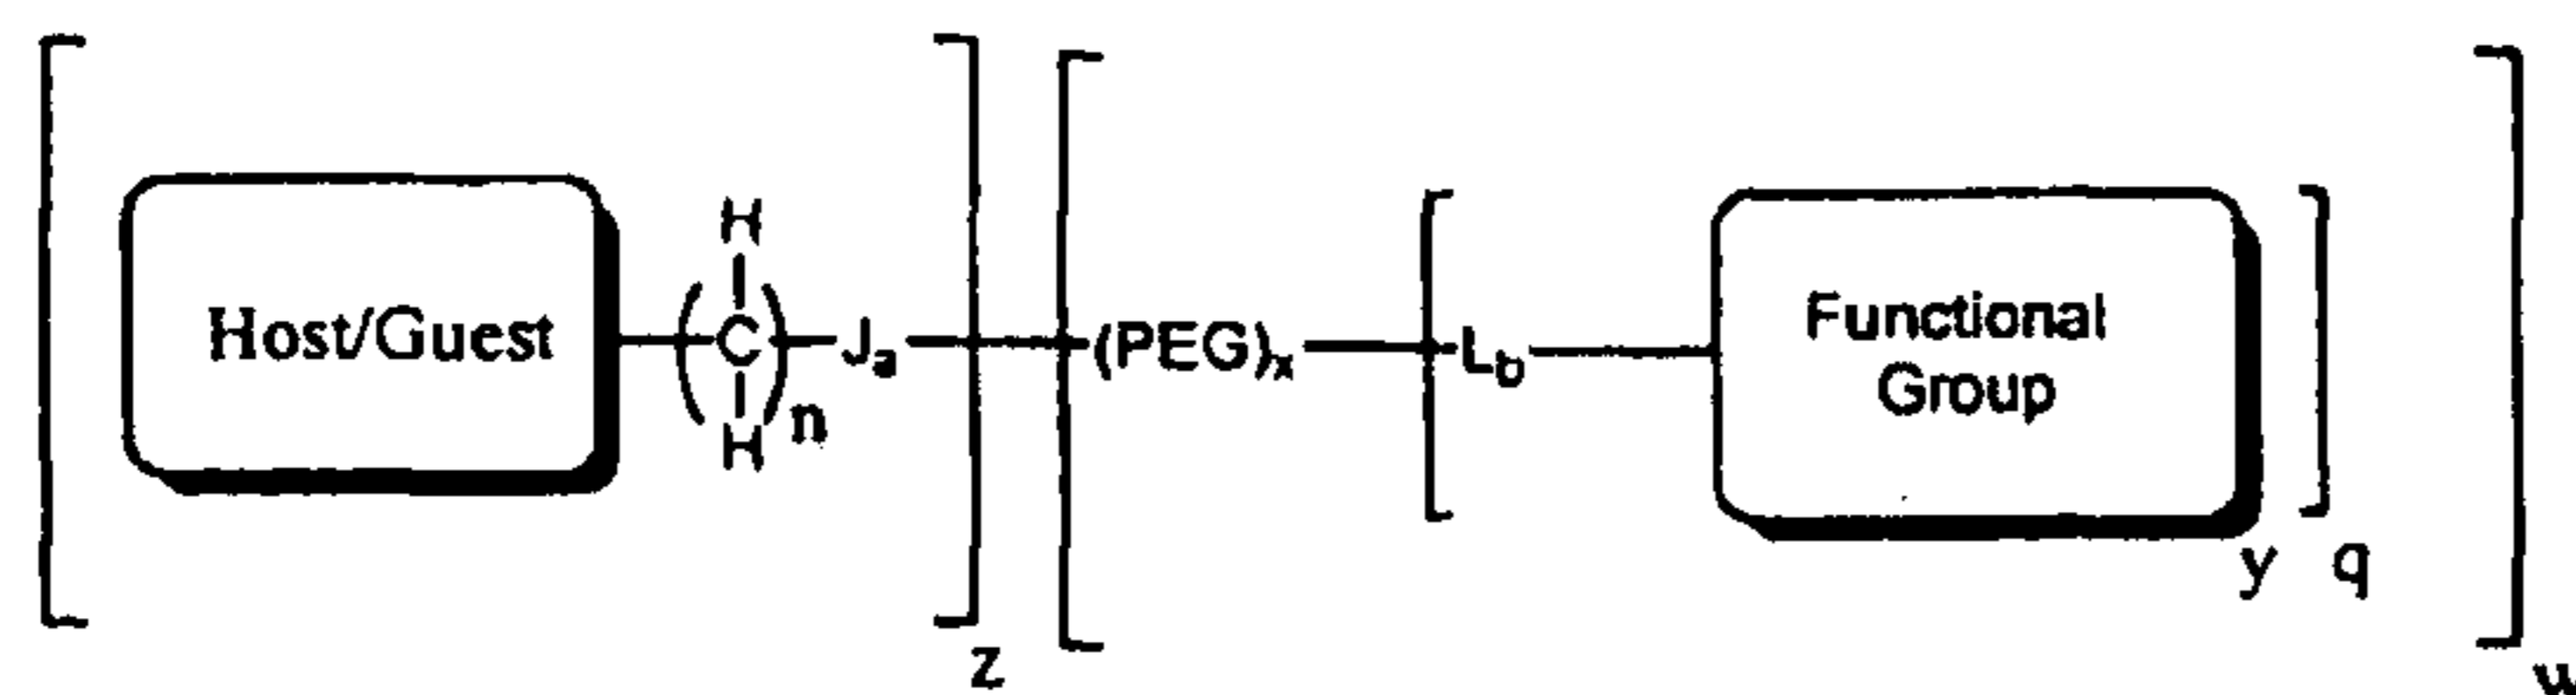 H
Host/Guest
( C )n
Ja
(PEG)x
Lb
Functional
Group
H
y
q
z
w